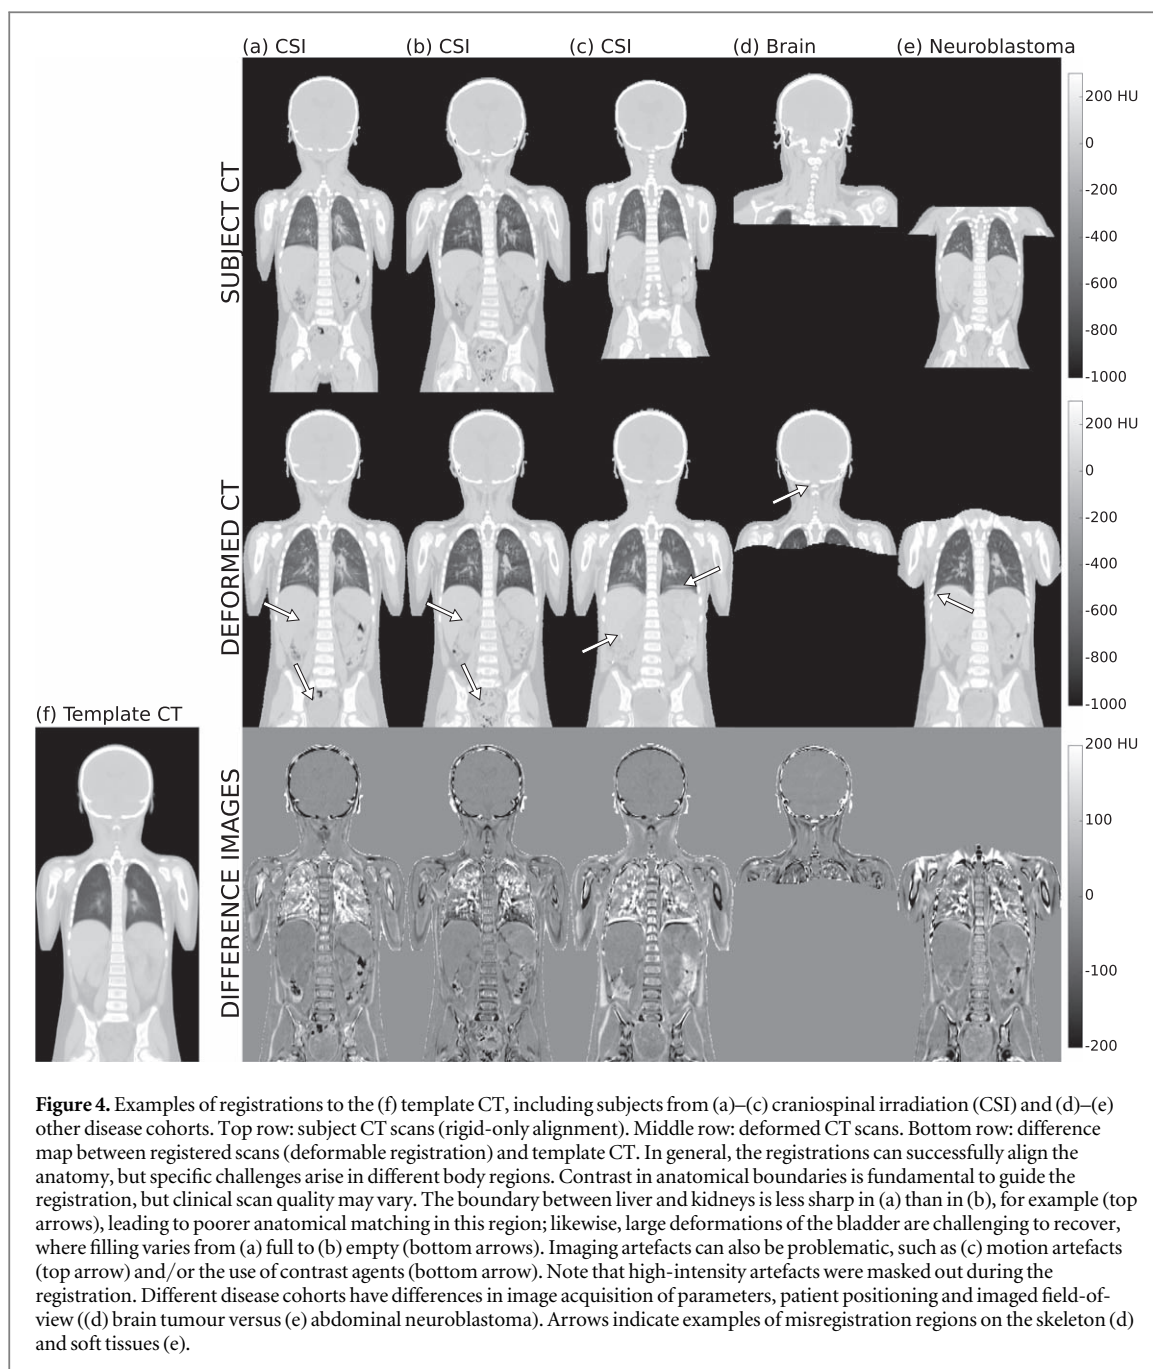 (a) CSI
(b) CSI
(c) CSI
(d) Brain
(e) Neuroblastoma
SUBJECT CT
200 HU
0
-200
-400
-600
-800
-1000
DEFORMED CT
200 HU
0
-200
-400
-600
-800
-1000
(f) Template CT
DIFFERENCE IMAGES
200 HU
100
0
-100
-200
Figure 4. Examples of registrations to the (f) template CT, including subjects from (a)–(c) craniospinal irradiation (CSI) and (d)–(e)
other disease cohorts. Top row: subject CT scans (rigid-only alignment). Middle row: deformed CT scans. Bottom row: difference
map between registered scans (deformable registration) and template CT. In general, the registrations can successfully align the
anatomy, but specific challenges arise in different body regions. Contrast in anatomical boundaries is fundamental to guide the
registration, but clinical scan quality may vary. The boundary between liver and kidneys is less sharp in (a) than in (b), for example (top
arrows), leading to poorer anatomical matching in this region; likewise, large deformations of the bladder are challenging to recover,
where filling varies from (a) full to (b) empty (bottom arrows). Imaging artefacts can also be problematic, such as (c) motion artefacts
(top arrow) and/or the use of contrast agents (bottom arrow). Note that high-intensity artefacts were masked out during the
registration. Different disease cohorts have differences in image acquisition of parameters, patient positioning and imaged field-of-
view ((d) brain tumour versus (e) abdominal neuroblastoma). Arrows indicate examples of misregistration regions on the skeleton (d)
and soft tissues (e).